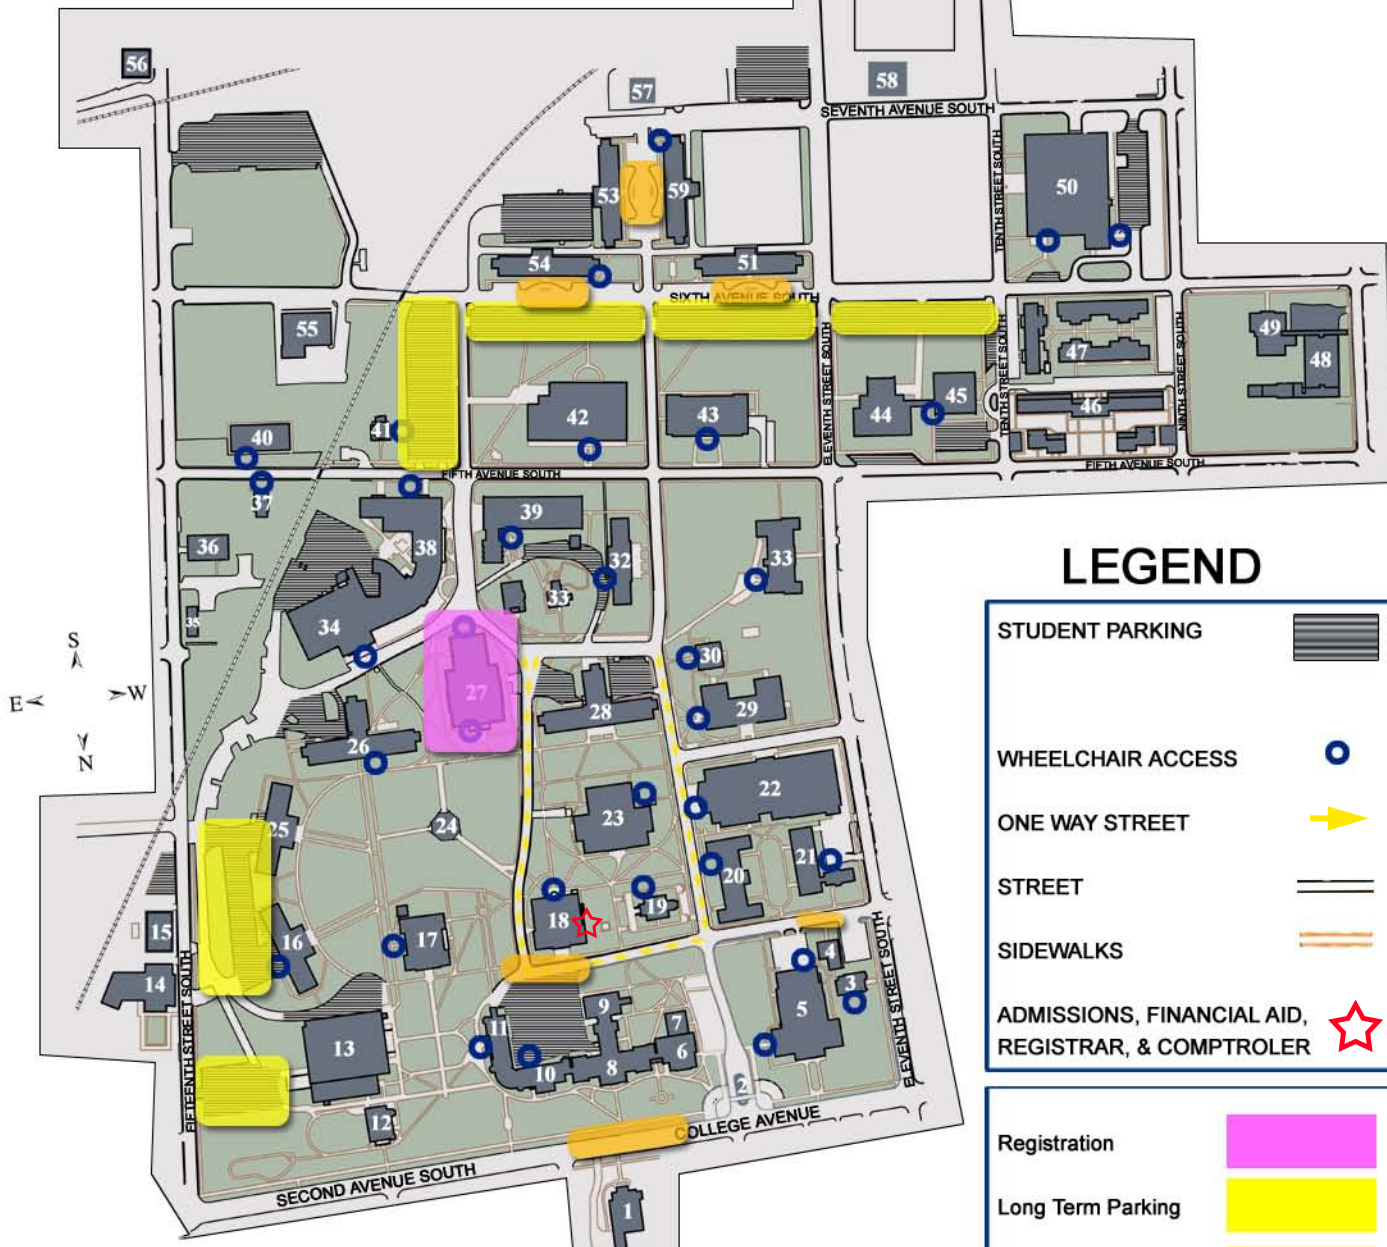 56
57
58
SEVENTH AVENUE SOUTH
TENTH STREET SOUTH
50
53
59
54
51
SIXTH AVENUE SOUTH
55
ELEVENTH STREET SOUTH
TENTH STREET SOUTH
47
NINTH STREET SOUTH
49
48
45
44
46
42
43
41
40
FIFTH AVENUE SOUTH
FIFTH AVENUE SOUTH
37
39
36
38
32
33
33
35
34
30
27
28
29
26
S
E
W
N
22
23
24
25
21
20
19
18
17
16
15
14
FIFTEENTH STREET SOUTH
ELEVENTH STREET SOUTH
4
3
5
9
7
6
11
13
10
8
2
12
COLLEGE AVENUE
SECOND AVENUE SOUTH
1
LEGEND
STUDENT PARKING
WHEELCHAIR ACCESS
ONE WAY STREET
STREET
SIDEWALKS
ADMISSIONS, FINANCIAL AID,
REGISTRAR, & COMPTROLER
Registration
Long Term Parking